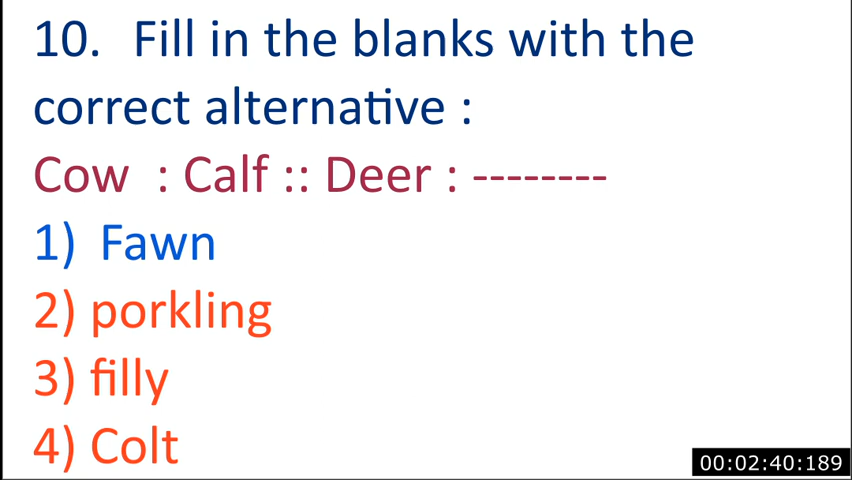 10. Fill in the blanks with the
correct alternative :
Cow : Calf :: Deer : --------
1) Fawn
2) porkling
3) filly
4) Colt
00:02:40:189